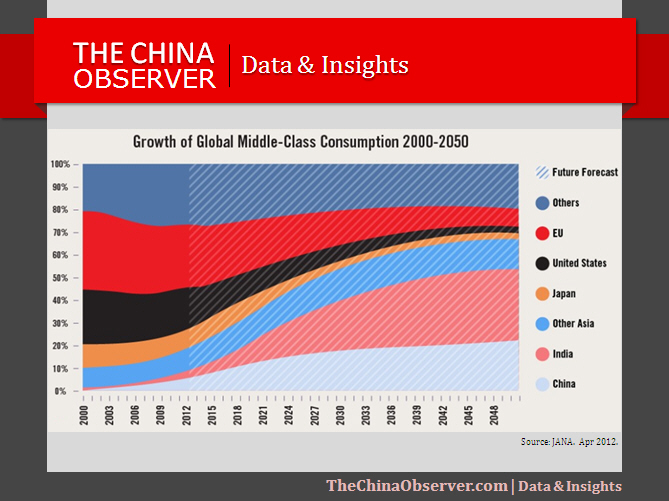 THE CHINA
OBSERVER
Data & Insights
Growth of Global Middle-Class Consumption 2000-2050
100%
90%
80%
70%
60%
50%
40%
30%
20%
10%
0%
2000
2003
2006
2009
2012
2015
2018
2021
2024
2027
2030
2033
2036
2039
2042
2045
2048
Future Forecast
Others
EU
United States
Japan
Other Asia
India
China
Source: JANA. Apr 2012.
TheChinaObserver.com | Data & Insights